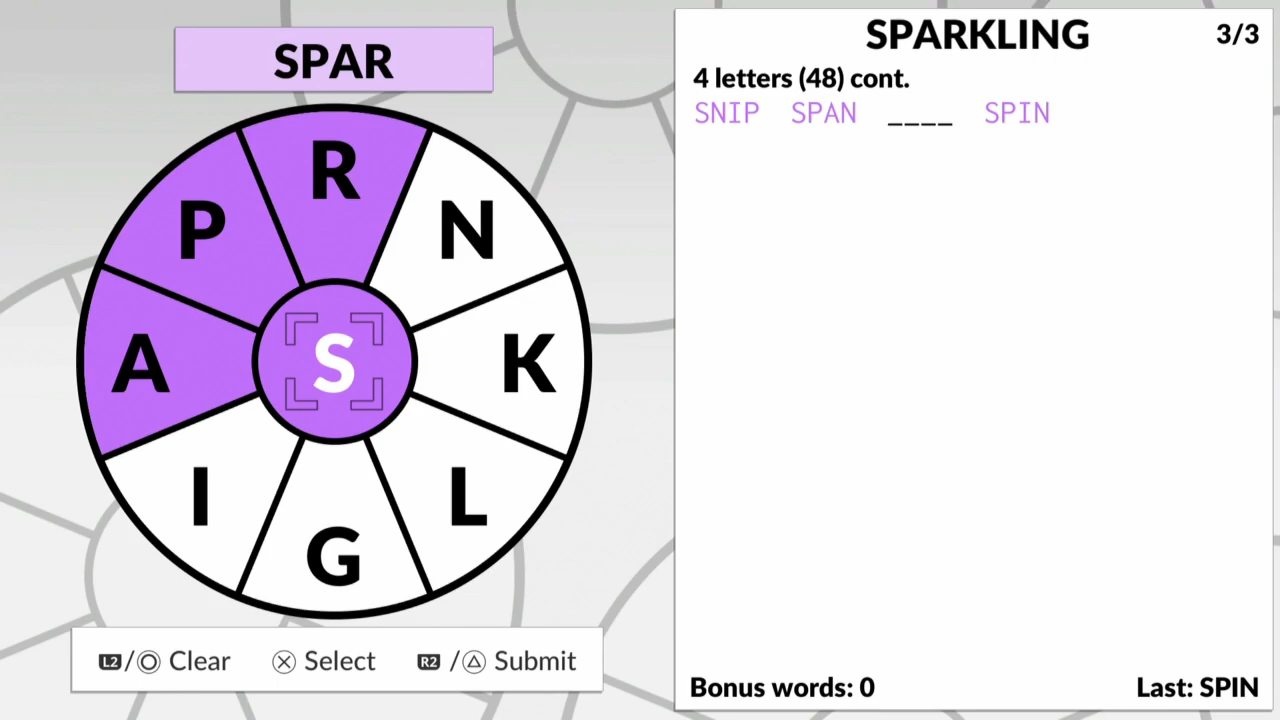 SPAR
R
P
N
A
S
K
I
L
G
L2/◯ Clear
ⓧ Select
R2 /△ Submit
SPARKLING
3/3
4 letters (48) cont.
SNIP SPAN ____ SPIN
Bonus words: 0
Last: SPIN